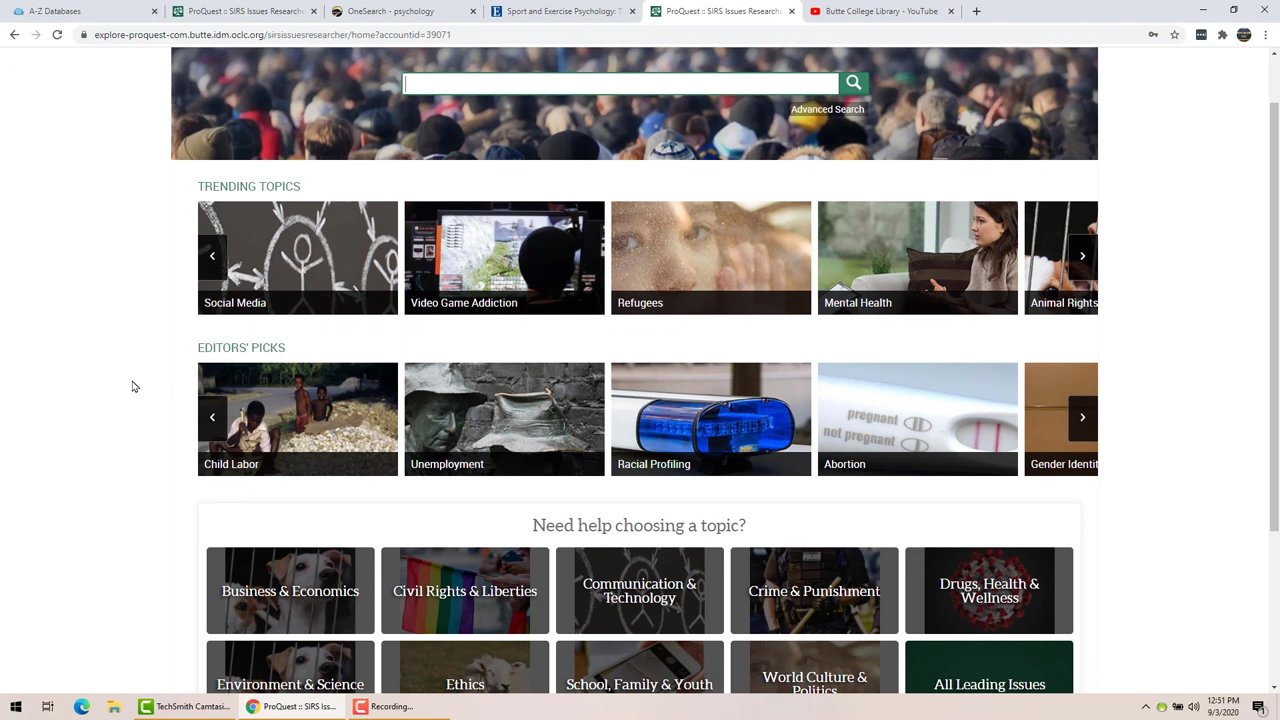 A-Z Databases
ProQuest :: SIRS Issues Researche
OneSearch - psychology
Sport and Exercise Psychology: T
ProQuest :: SIRS Issues Researche
Butte College Library - YouTube
explore-proquest-com.butte.idm.oclc.org/sirsissuesresearcher/home?accountid=39071
Advanced Search
TRENDING TOPICS
Social Media
Video Game Addiction
Refugees
Mental Health
Animal Rights
EDITORS' PICKS
pregnant
not pregnant
Child Labor
Unemployment
Racial Profiling
Abortion
Gender Identit
Need help choosing a topic?
Business & Economics
Civil Rights & Liberties
Communication &
Technology
Crime & Punishment
Drugs, Health &
Wellness
Environment & Science
Ethics
School, Family & Youth
World Culture &
Politics
All Leading Issues
TechSmith Camtasi...
ProQuest :: SIRS Iss...
Recording...
12:51 PM
9/3/2020